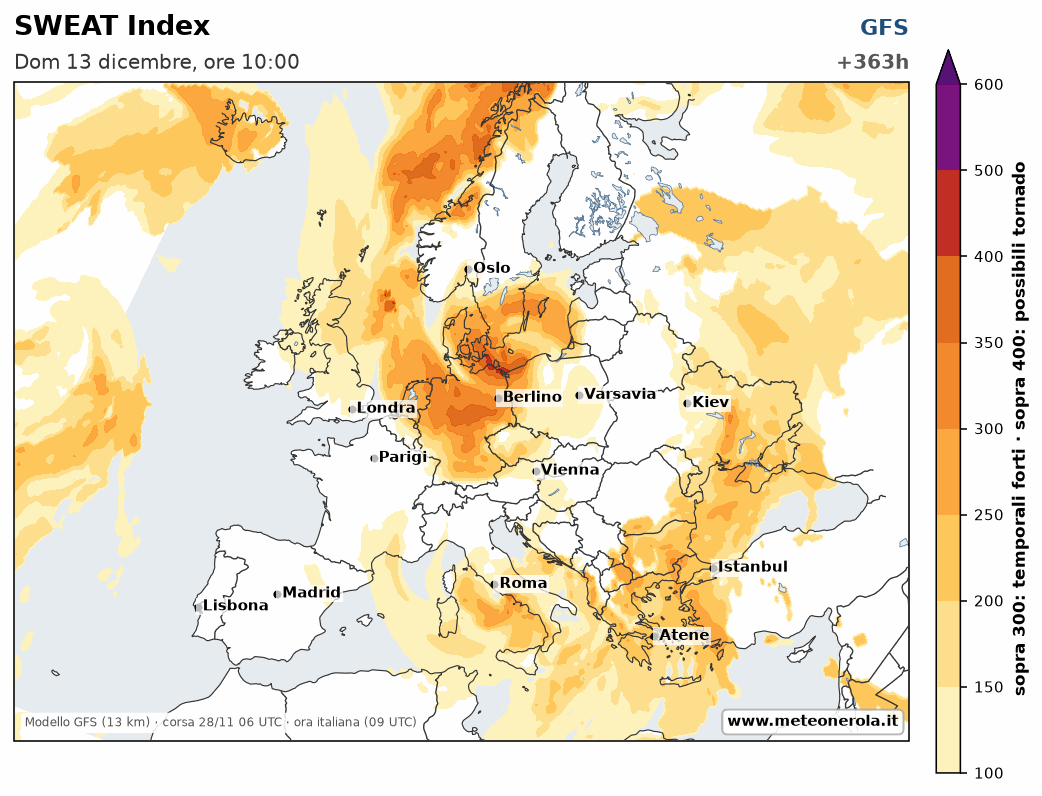 SWEAT Index
GFS
Dom 13 dicembre, ore 10:00
+363h
600
500
400
350
300
250
200
150
100
sopra 300: temporali forti · sopra 400: possibili tornado
Oslo
Berlino
Varsavia
Kiev
Londra
Parigi
Vienna
Istanbul
Roma
Madrid
Lisbona
Atene
Modello GFS (13 km) · corsa 28/11 06 UTC · ora italiana (09 UTC)
www.meteonerola.it